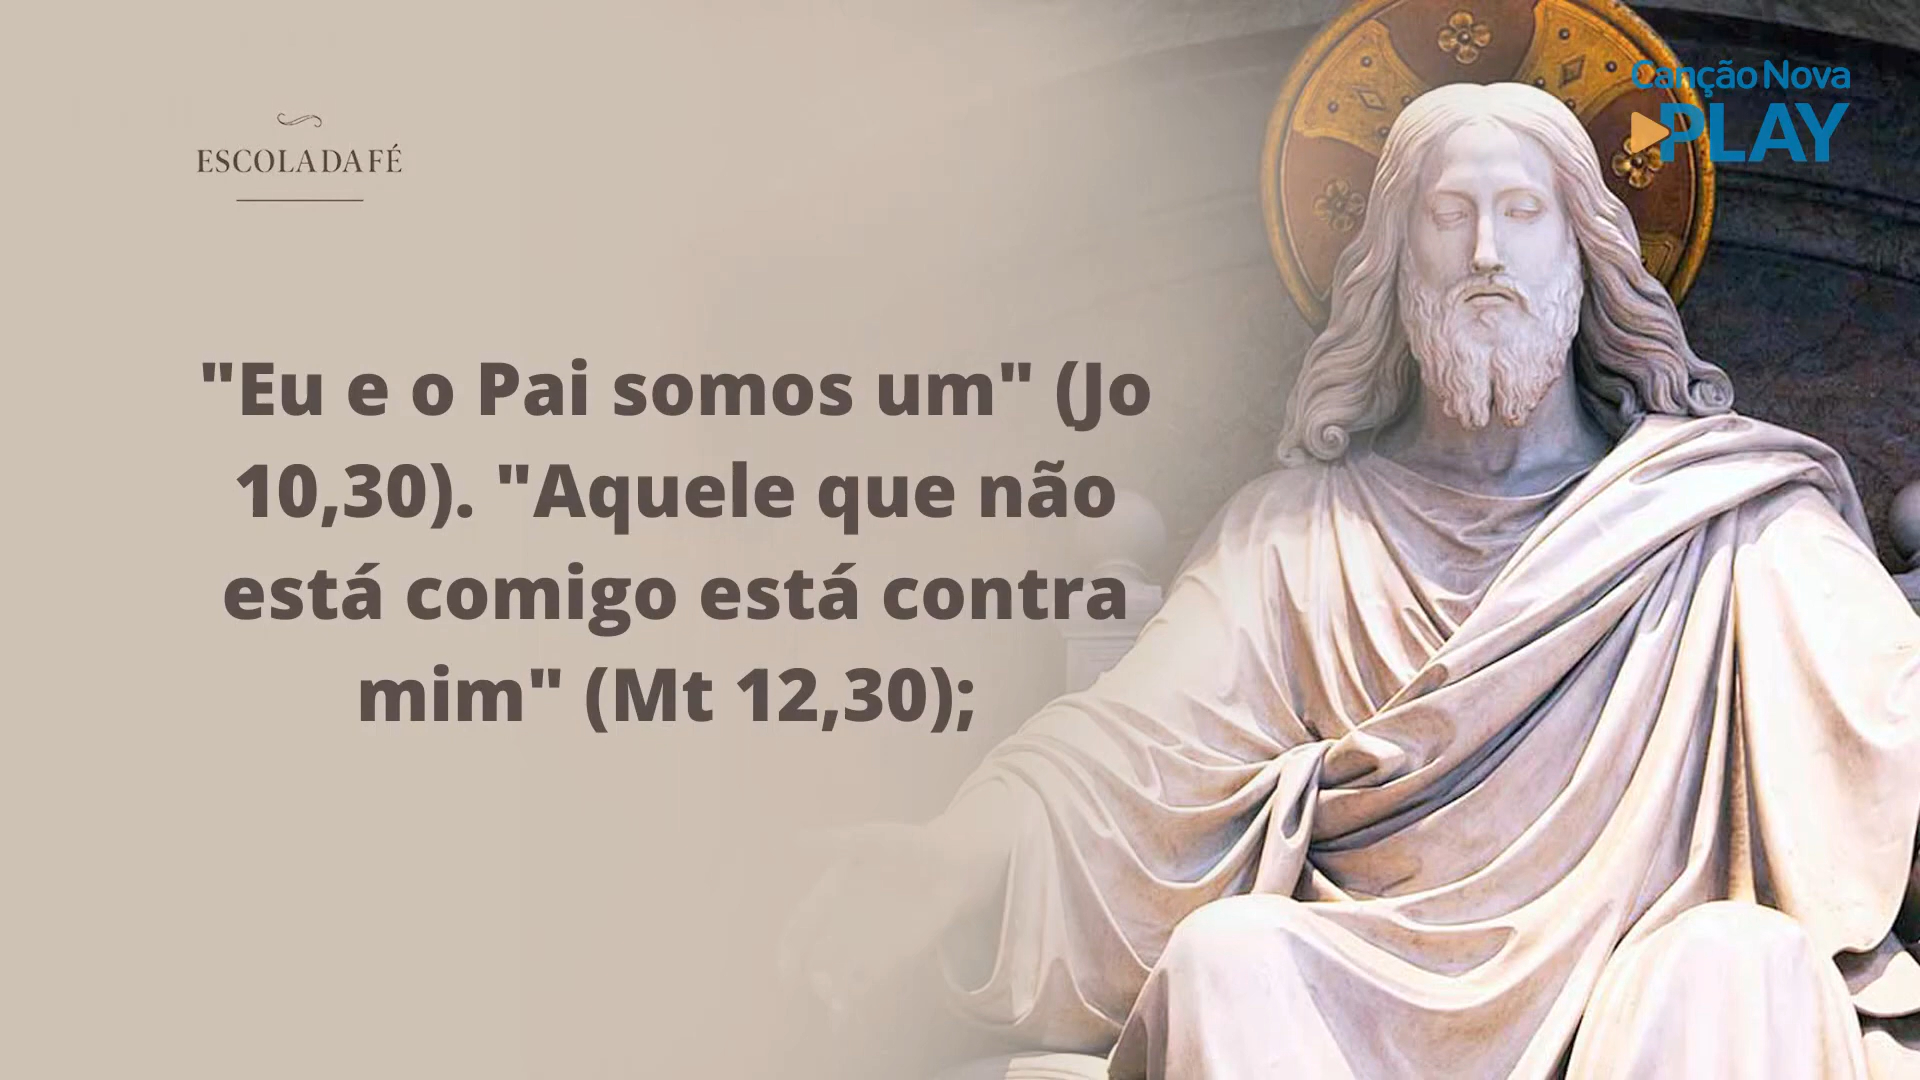 Canção Nova
PLAY
ESCOLADAFÉ
"Eu e o Pai somos um" (Jo
10,30). "Aquele que não
está comigo está contra
mim" (Mt 12,30);